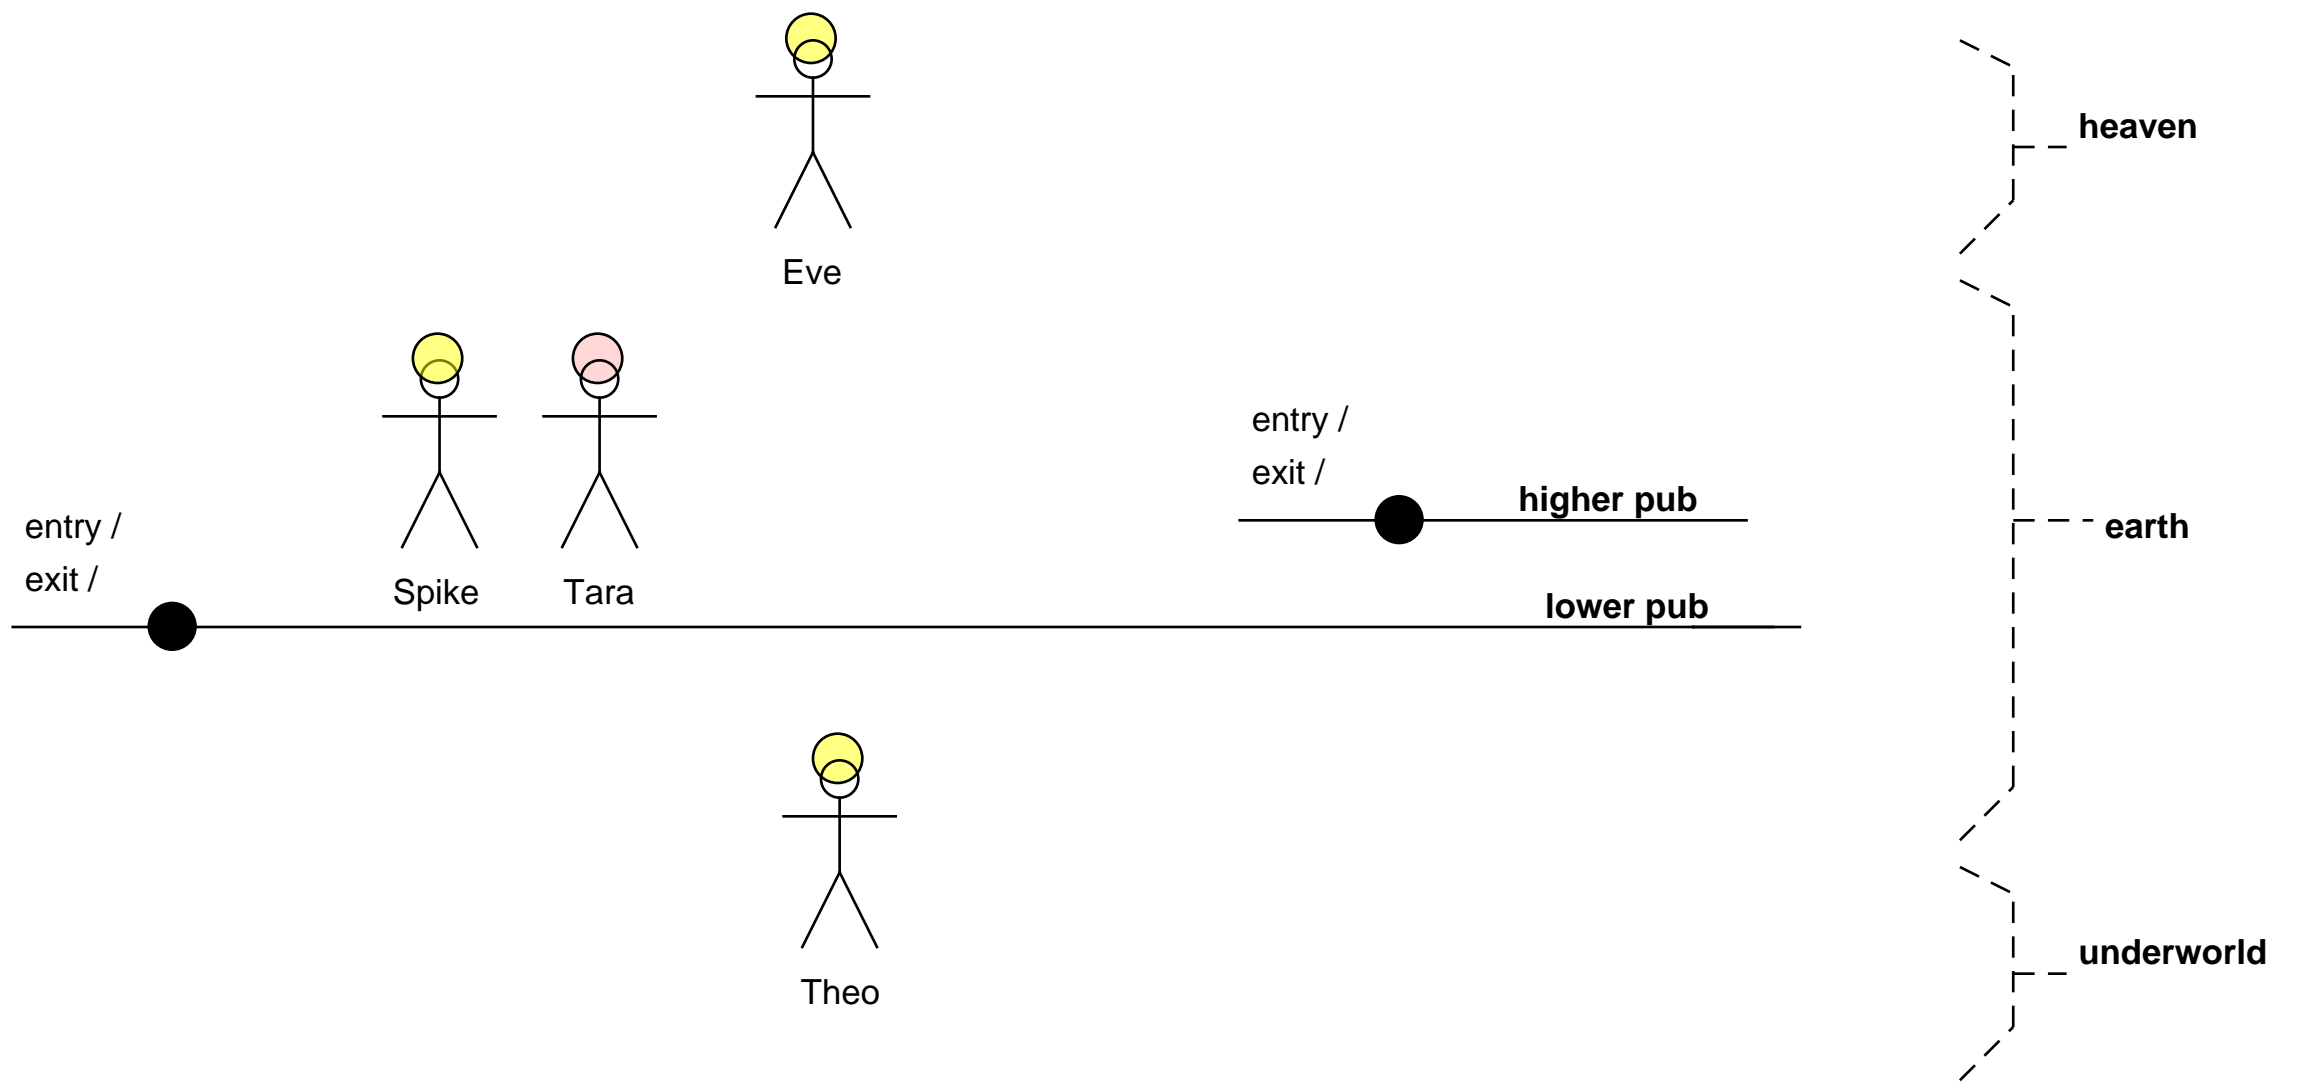 heaven
Eve
entry /
exit /
higher pub
entry /
exit /
earth
Spike
Tara
lower pub
underworld
Theo